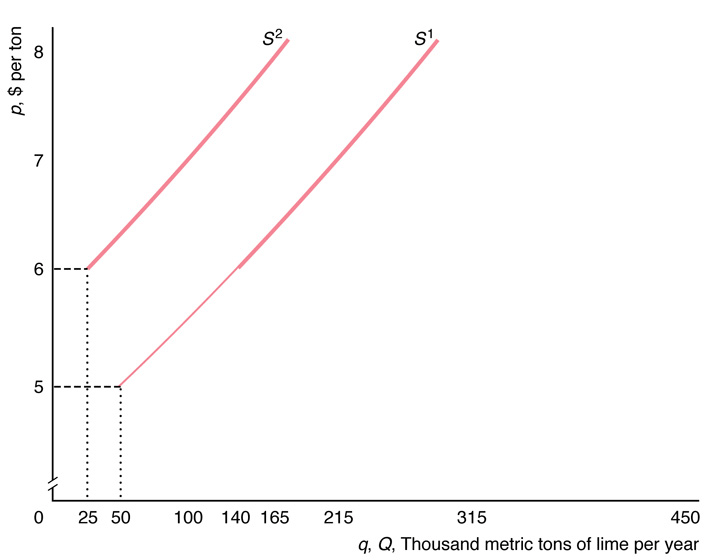 p, $ per ton
S²
S¹
8
7
6
5
0 25 50 100 140 165 215 315 450
q, Q, Thousand metric tons of lime per year